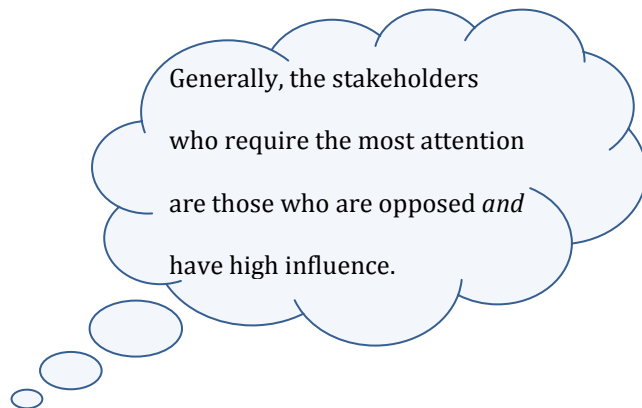 Generally, the stakeholders
who require the most attention
are those who are opposed and
have high influence.